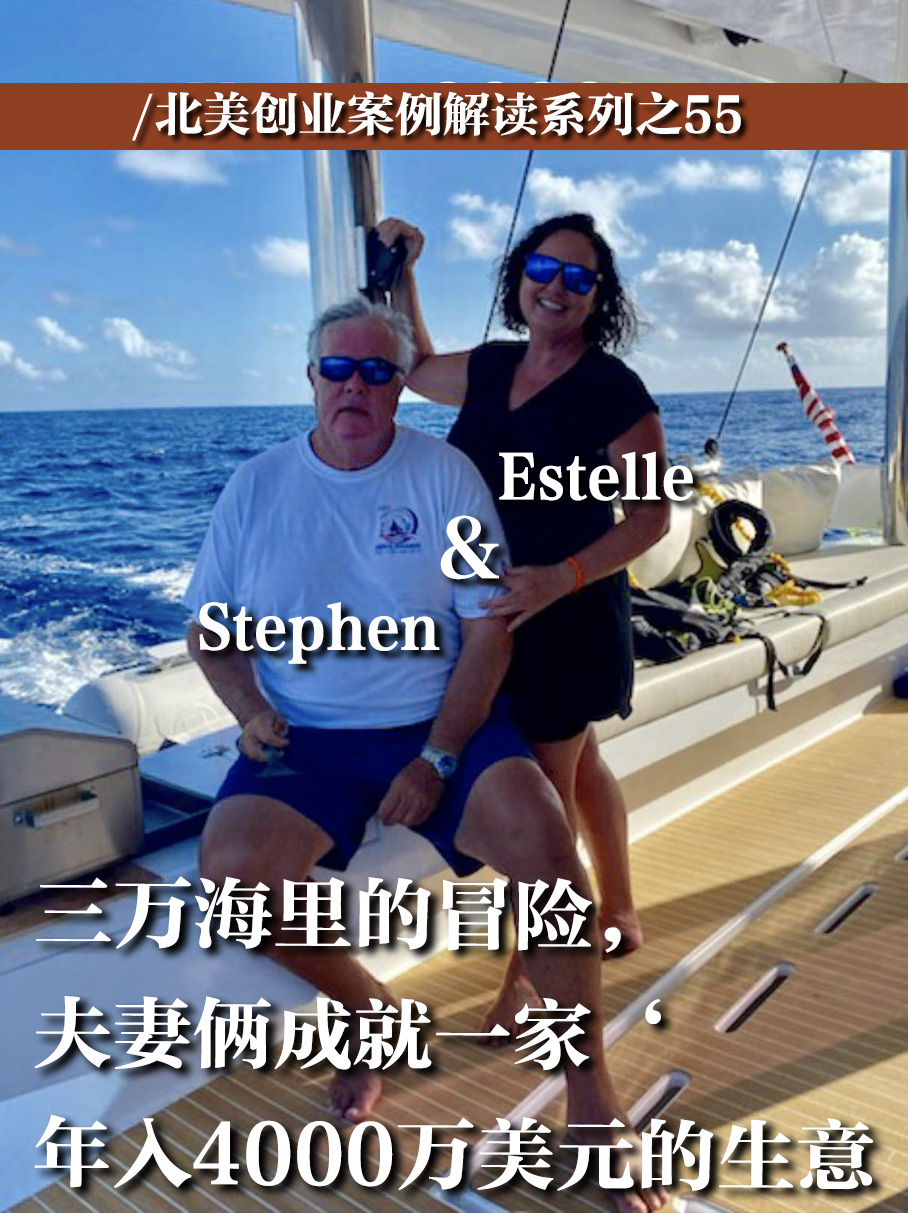 /北美创业案例解读系列之55
Estelle
&
Stephen
三万海里的冒险，
夫妻俩成就一家‘
年入4000万美元的生意